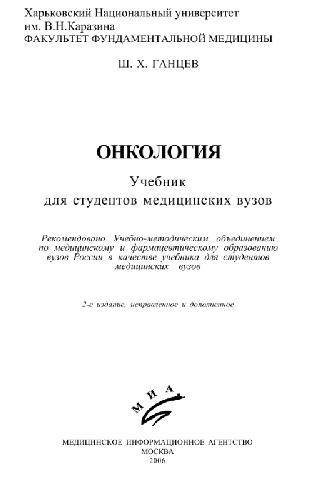 Харьковский Национальный университет
им. В.Н.Каразина
ФАКУЛЬТЕТ ФУНДАМЕНТАЛЬНОЙ МЕДИЦИНЫ
Ш. Х. ГАНЦЕВ
ОНКОЛОГИЯ
Учебник
для студентов медицинских вузов
Рекомендовано Учебно-методическим объединением
по медицинскому и фармацевтическому образованию
вузов России в качестве учебника для студентов
медицинских вузов
2-е издание, исправленное и дополненное
МИА
МЕДИЦИНСКОЕ ИНФОРМАЦИОННОЕ АГЕНТСТВО
МОСКВА
2006